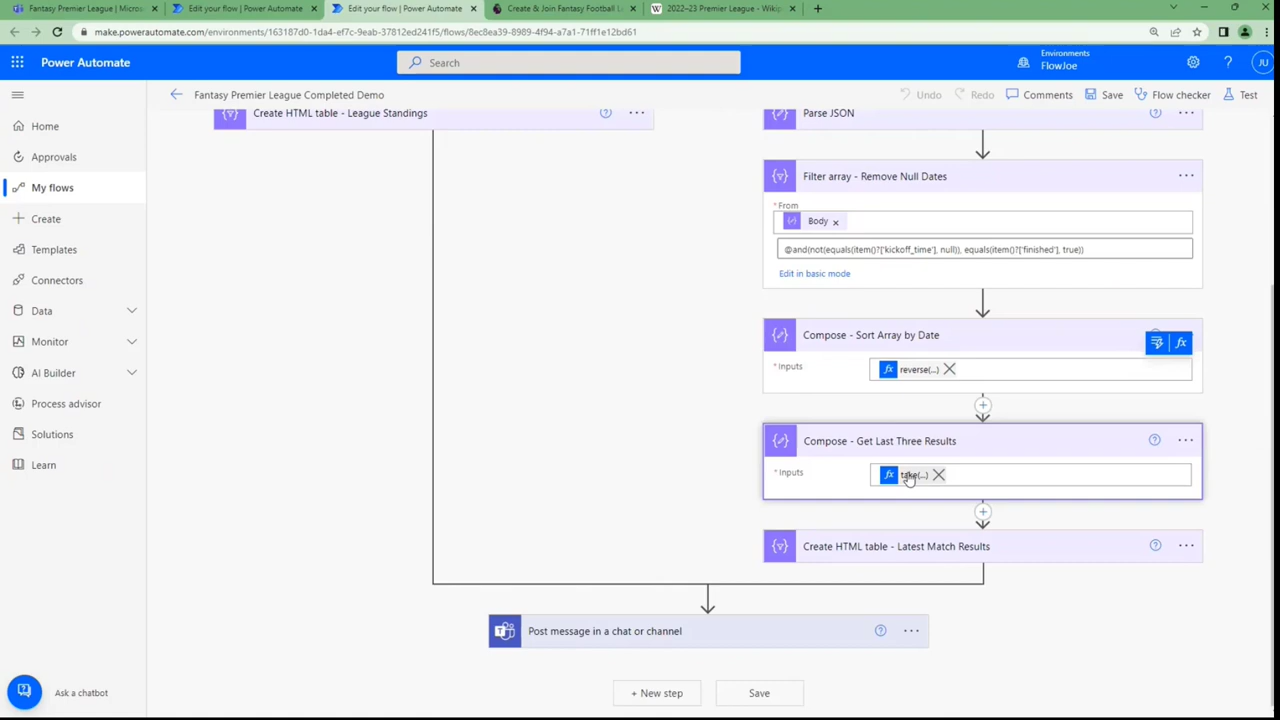 Fantasy Premier League | Micros
Edit your flow | Power Automate
Edit your flow | Power Automate
Create & Join Fantasy Football L
2022–23 Premier League - Wikip
make.powerautomate.com/environments/163187d0-1da4-ef7c-9eab-37812ed241f5/flows/8ec8ea39-8989-4f94-a7a1-71ff1e12bd61
Power Automate
Search
Environments
FlowJoe
JU
Fantasy Premier League Completed Demo
Undo
Redo
Comments
Save
Flow checker
Test
Home
Approvals
My flows
Create
Templates
Connectors
Data
Monitor
AI Builder
Process advisor
Solutions
Learn
Ask a chatbot
Create HTML table - League Standings
Parse JSON
Filter array - Remove Null Dates
* From
Body
@and(not(equals(item()?['kickoff_time'], null)), equals(item()?['finished'], true))
Edit in basic mode
Compose - Sort Array by Date
* Inputs
fx reverse(...)
Compose - Get Last Three Results
* Inputs
fx take(...)
Create HTML table - Latest Match Results
Post message in a chat or channel
+ New step
Save